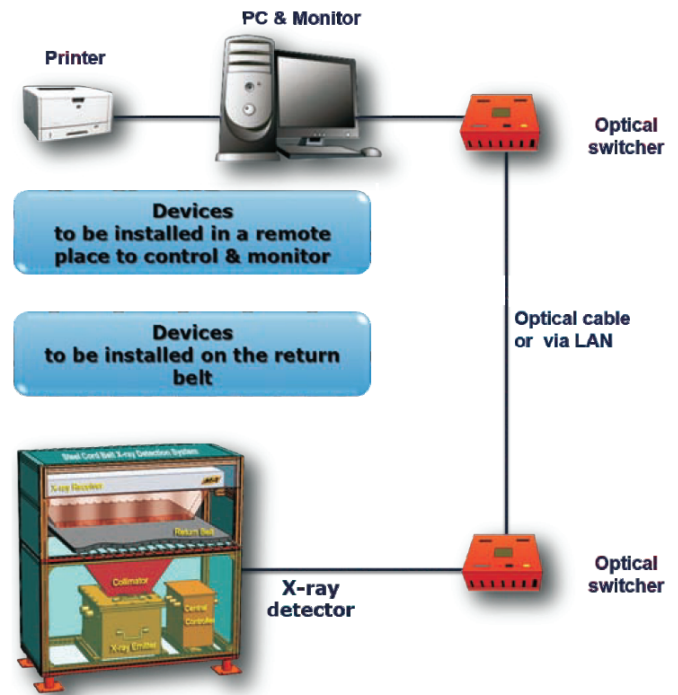 PC & Monitor
Printer
Optical
switcher
Devices
to be installed in a remote
place to control & monitor
Optical cable
or via LAN
Devices
to be installed on the return
belt
Steel Cord Belt X-ray Detection System
X-ray Receiver
Return Belt
Collimator
Central
Controller
X-ray Emitter
X-ray
detector
Optical
switcher